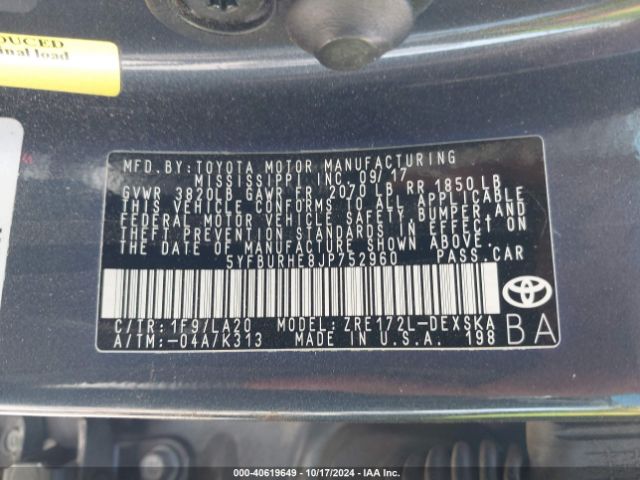 DUCED
inal load
MFD.BY:TOYOTA MOTOR MANUFACTURING
MISSISSIPPI INC. 09/17
GVWR 3820LB GAWR FR 2070 LB RR 1850 LB
THIS VEHICLE CONFORMS TO ALL APPLICABLE
FEDERAL MOTOR VEHICLE SAFETY, BUMPER, AND
THEFT PREVENTION STANDARDS IN EFFECT ON
THE DATE OF MANUFACTURE SHOWN ABOVE.
5YFBURHE8JP752960 PASS.CAR
C/TR:1F9/LA20 MODEL:ZRE172L-DEXSKA
A/TM:-04A/K313 MADE IN U.S.A. 198
BA
000-40619649 | 10/17/2024 | IAA Inc.